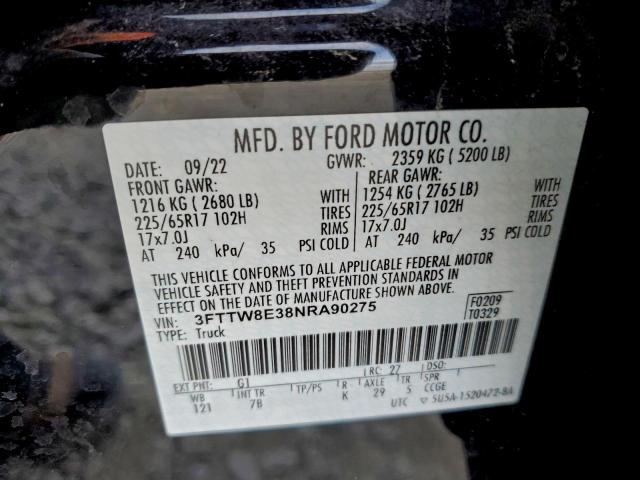 MFD. BY FORD MOTOR CO.
DATE: 09/22 GVWR: 2359 KG ( 5200 LB)
FRONT GAWR: REAR GAWR:
1216 KG ( 2680 LB) WITH 1254 KG ( 2765 LB) WITH
225/65R17 102H TIRES 225/65R17 102H TIRES
17x7.0J RIMS 17x7.0J RIMS
AT 240 kPa/ 35 PSI COLD AT 240 kPa/ 35 PSI COLD
THIS VEHICLE CONFORMS TO ALL APPLICABLE FEDERAL MOTOR
VEHICLE SAFETY AND THEFT PREVENTION STANDARDS IN
EFFECT ON THE DATE OF MANUFACTURE SHOWN ABOVE.
VIN: 3FTTW8E38NRA90275 F0209
TYPE: Truck T0329
EXT PNT: G1 RC: 27 DSO:
WB INT TR TP/PS R AXLE TR SPR
121 7B K 29 5 CCGE
UTC ▽ 5U5A-1520472-BA